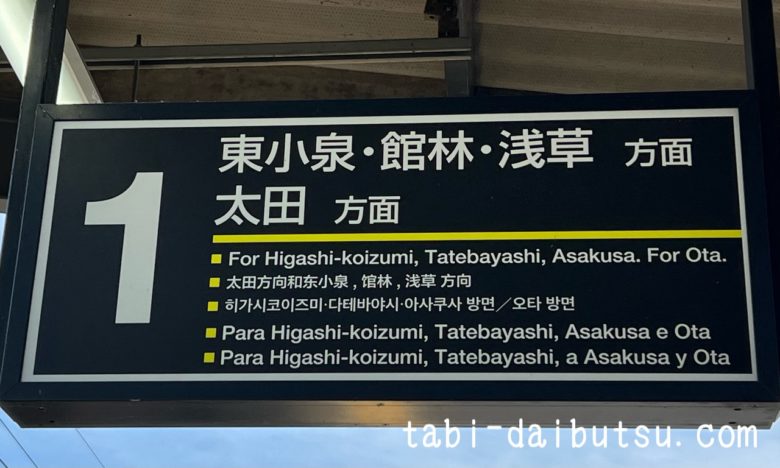 1
東小泉・館林・浅草 方面
太田 方面
For Higashi-koizumi, Tatebayashi, Asakusa. For Ota.
太田方向和东小泉 , 馆林 , 浅草 方向
히가시코이즈미·다테바야시·아사쿠사 방면／오타 방면
Para Higashi-koizumi, Tatebayashi, Asakusa e Ota
Para Higashi-koizumi, Tatebayashi, a Asakusa y Ota
tabi-daibutsu.com